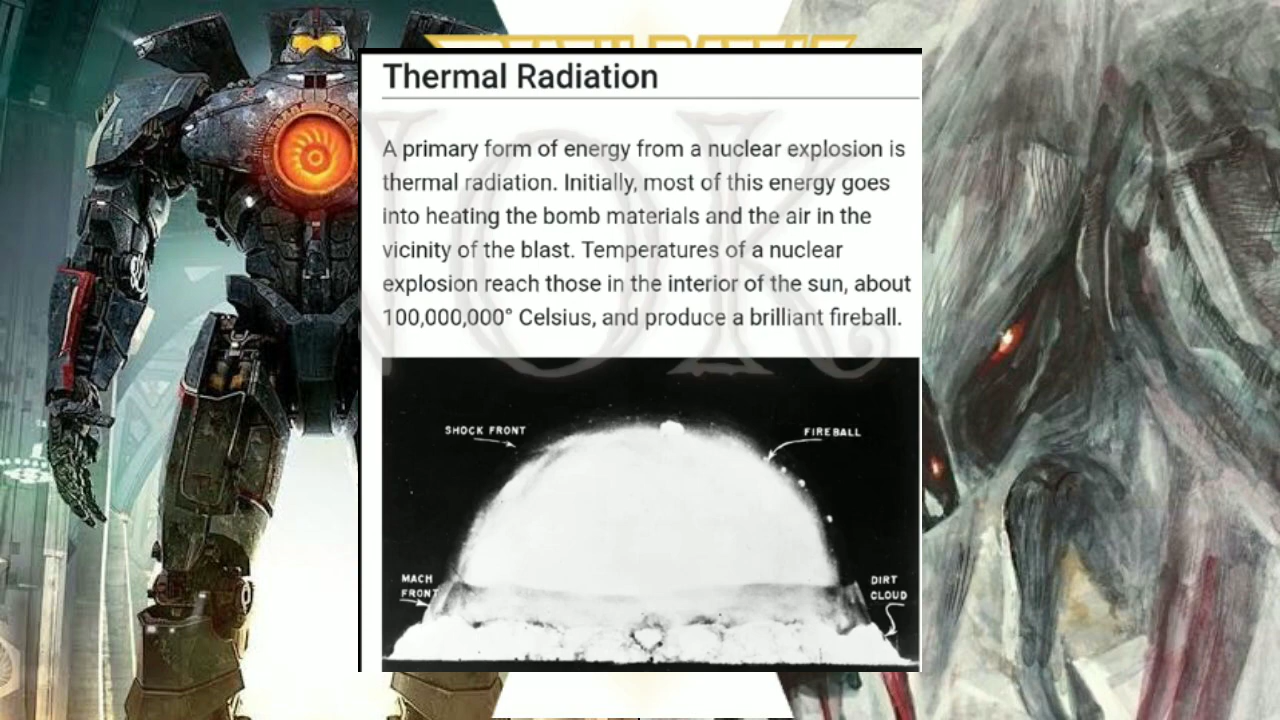 Thermal Radiation
NOK
A primary form of energy from a nuclear explosion is
thermal radiation. Initially, most of this energy goes
into heating the bomb materials and the air in the
vicinity of the blast. Temperatures of a nuclear
explosion reach those in the interior of the sun, about
100,000,000° Celsius, and produce a brilliant fireball.
SHOCK FRONT
FIREBALL
MACH
FRONT
DIRT
CLOUD